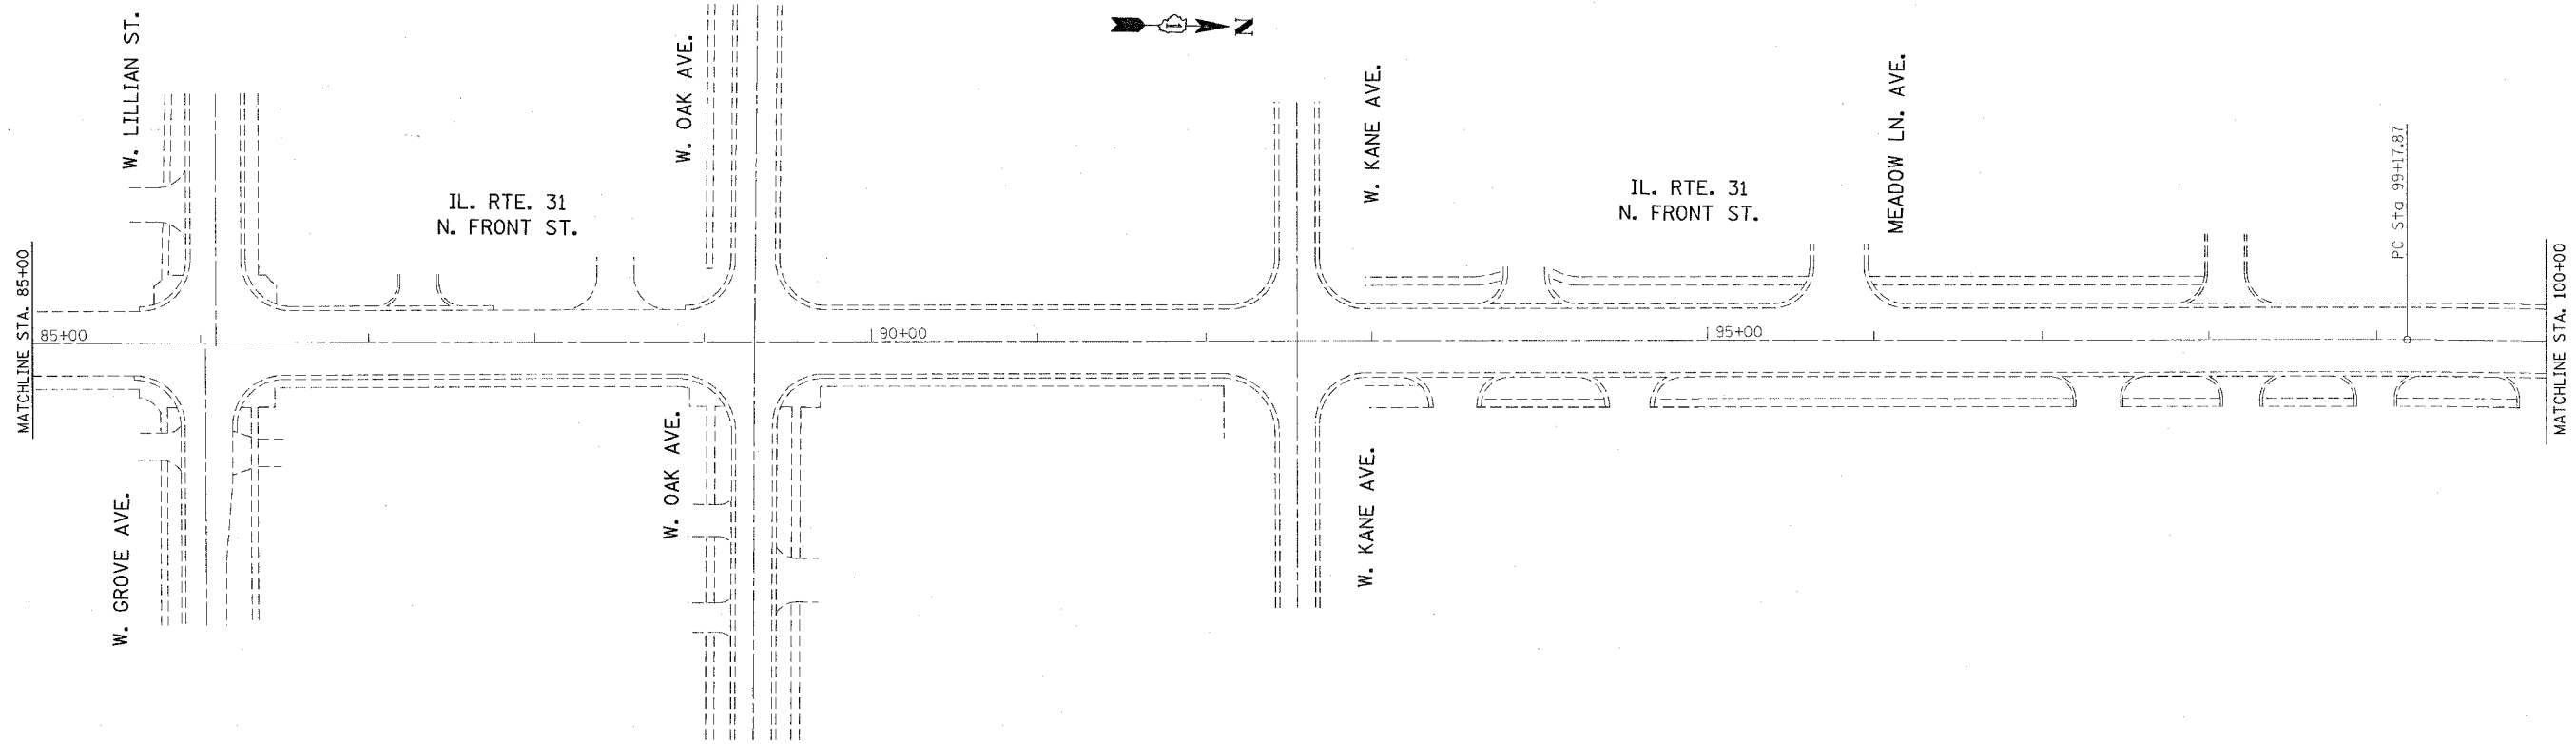 W. LILLIAN ST.
W. OAK AVE.
N
W. KANE AVE.
MEADOW LN. AVE.
PC Sta 99+17.87
IL. RTE. 31
N. FRONT ST.
IL. RTE. 31
N. FRONT ST.
MATCHLINE STA. 85+00
85+00
90+00
95+00
MATCHLINE STA. 100+00
W. GROVE AVE.
W. OAK AVE.
W. KANE AVE.